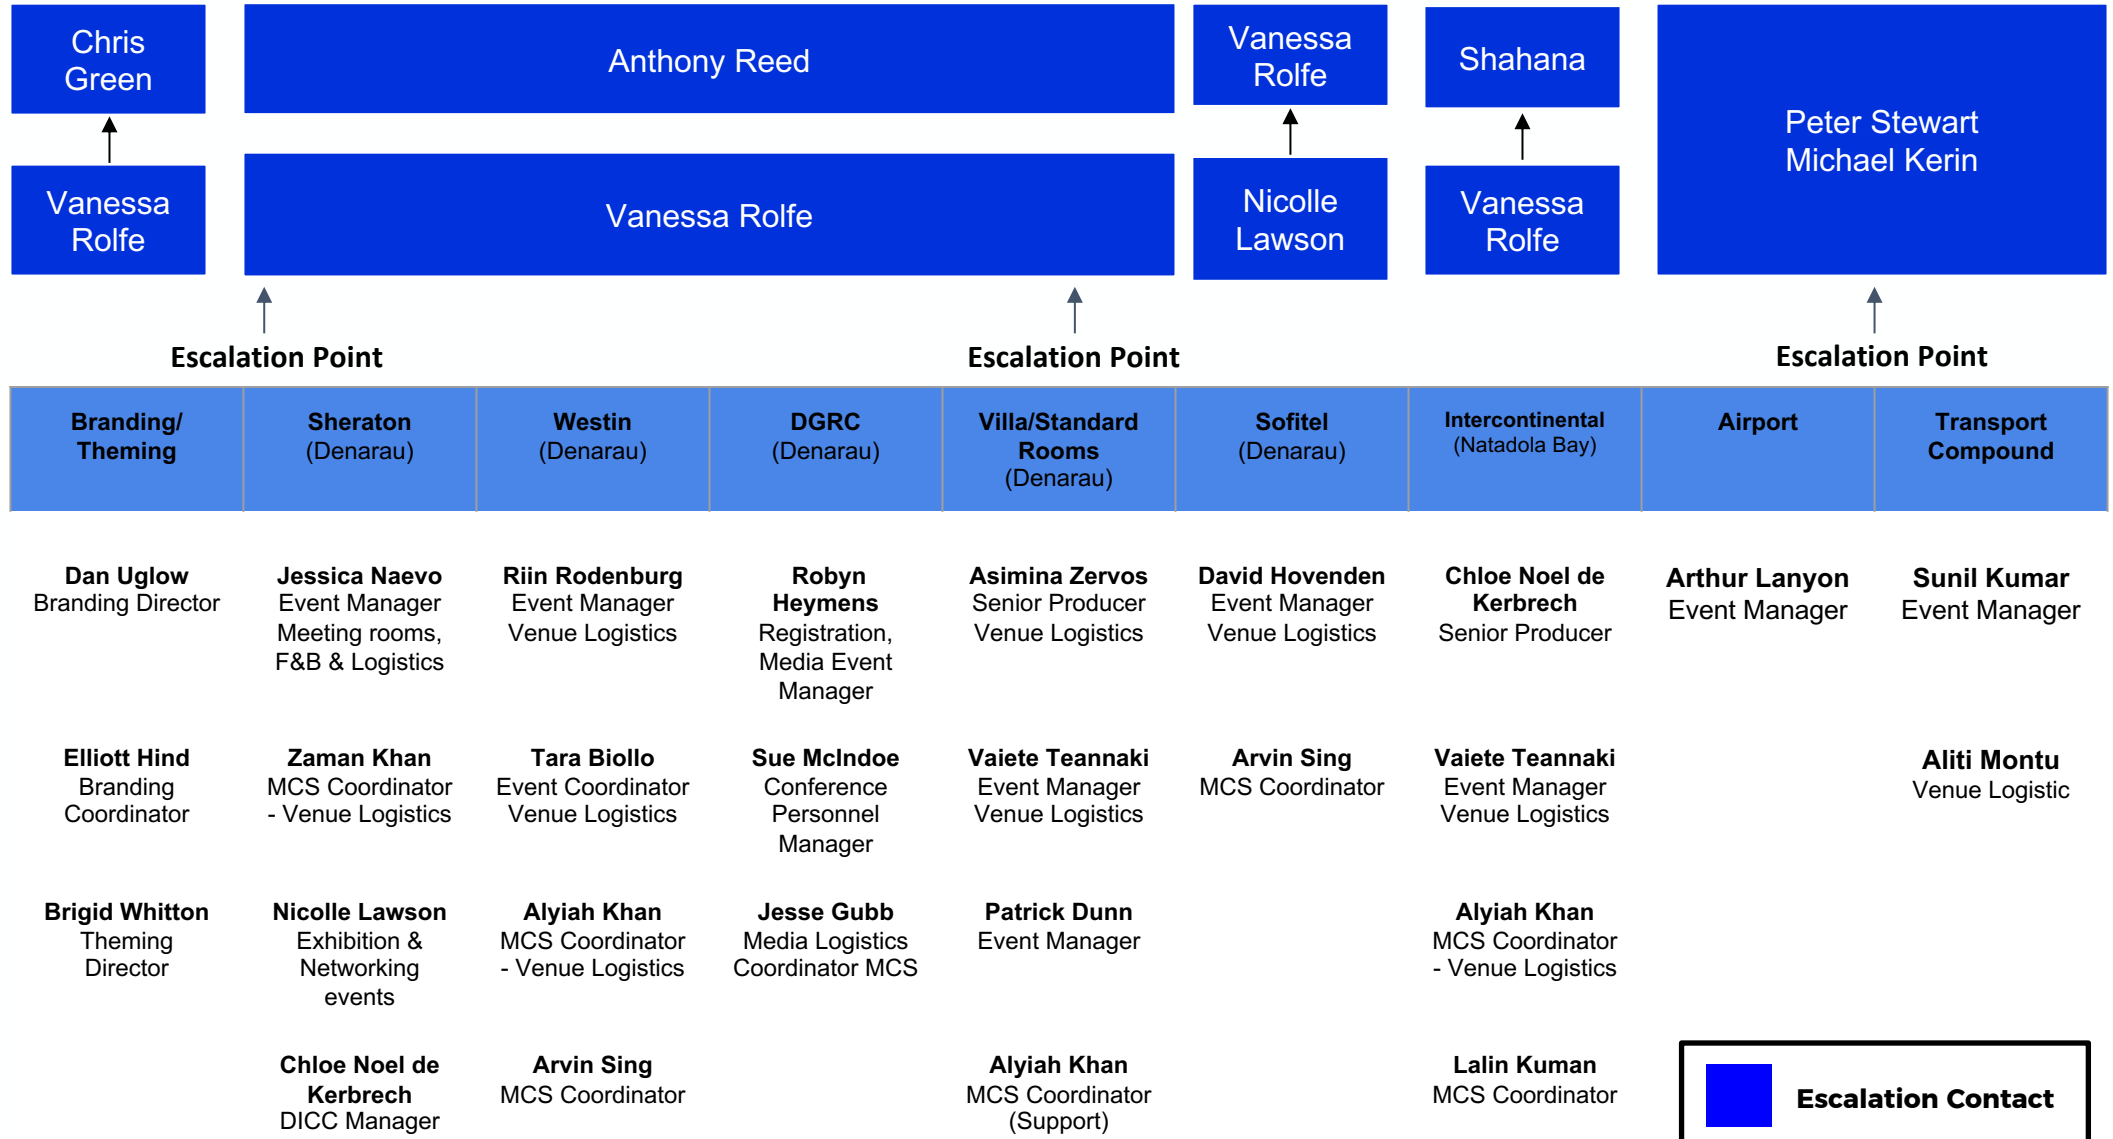 Chris
Green
Anthony Reed
Vanessa
Rolfe
Shahana
Peter Stewart
Michael Kerin
Vanessa
Rolfe
Vanessa Rolfe
Nicolle
Lawson
Vanessa
Rolfe
Escalation Point
Escalation Point
Escalation Point
Branding/
Theming
Sheraton
(Denarau)
Westin
(Denarau)
DGRC
(Denarau)
Villa/Standard
Rooms
(Denarau)
Sofitel
(Denarau)
Intercontinental
(Natadola Bay)
Airport
Transport
Compound
Dan Uglow
Branding Director
Jessica Naevo
Event Manager
Meeting rooms,
F&B & Logistics
Riin Rodenburg
Event Manager
Venue Logistics
Robyn
Heymens
Registration,
Media Event
Manager
Asimina Zervos
Senior Producer
Venue Logistics
David Hovenden
Event Manager
Venue Logistics
Chloe Noel de
Kerbrech
Senior Producer
Arthur Lanyon
Event Manager
Sunil Kumar
Event Manager
Elliott Hind
Branding
Coordinator
Zaman Khan
MCS Coordinator
- Venue Logistics
Tara Biollo
Event Coordinator
Venue Logistics
Sue McIndoe
Conference
Personnel
Manager
Vaiete Teannaki
Event Manager
Venue Logistics
Arvin Sing
MCS Coordinator
Vaiete Teannaki
Event Manager
Venue Logistics
Aliti Montu
Venue Logistic
Brigid Whitton
Theming
Director
Nicolle Lawson
Exhibition &
Networking
events
Alyiah Khan
MCS Coordinator
- Venue Logistics
Jesse Gubb
Media Logistics
Coordinator MCS
Patrick Dunn
Event Manager
Alyiah Khan
MCS Coordinator
- Venue Logistics
Chloe Noel de
Kerbrech
DICC Manager
Arvin Sing
MCS Coordinator
Alyiah Khan
MCS Coordinator
(Support)
Lalin Kuman
MCS Coordinator
Escalation Contact